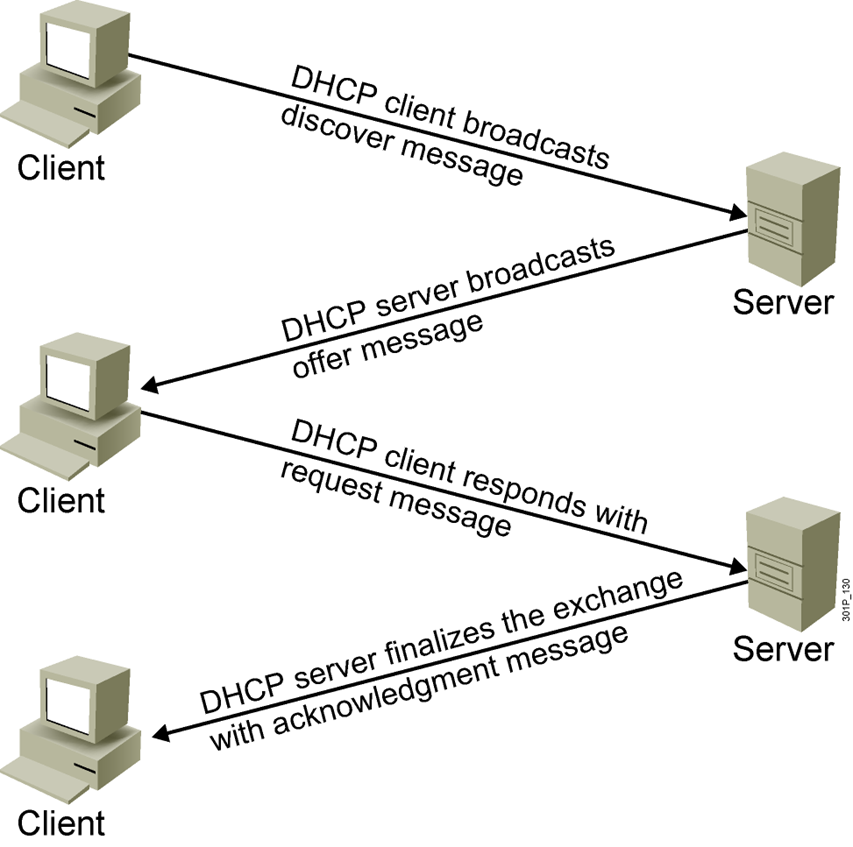 Client
DHCP client broadcasts
discover message
Server
DHCP server broadcasts
offer message
Client
DHCP client responds with
request message
Server
301P_130
DHCP server finalizes the exchange
with acknowledgment message
Client